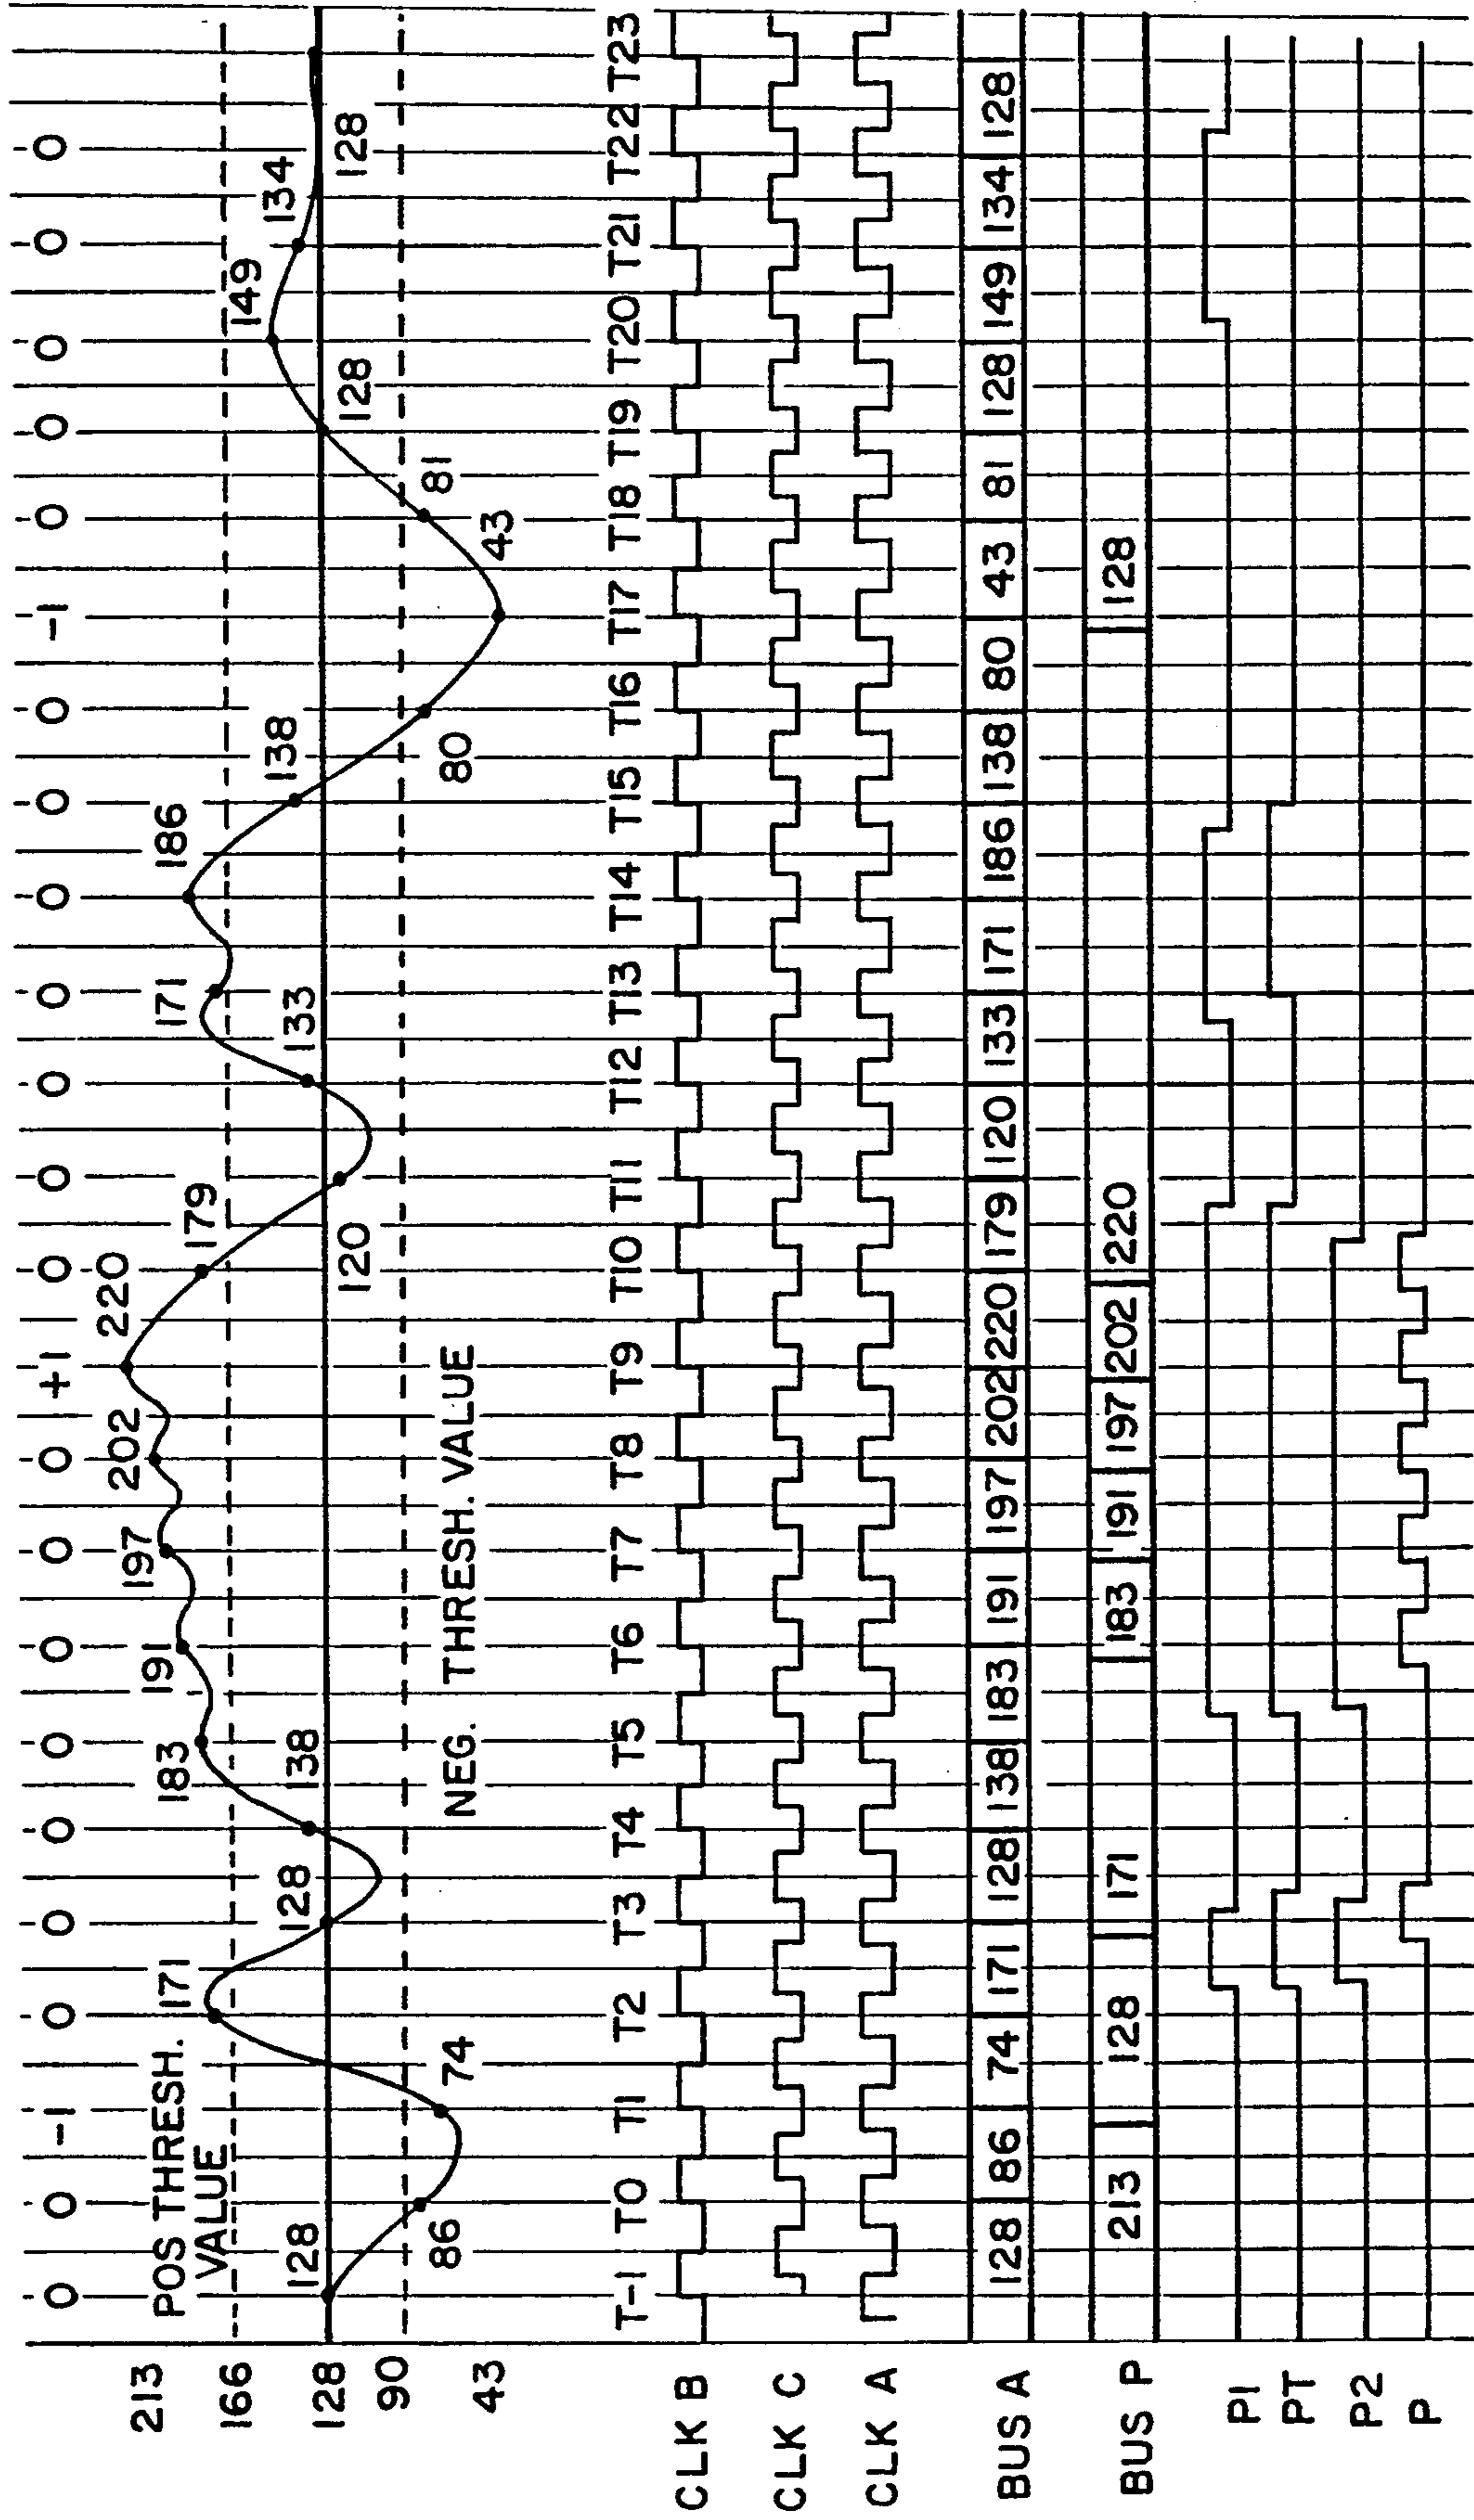 0 0 -1 0 0 0 0 0 0 0 +1 0 0 0 0 0 0 0 -1 0 0 0 0 0
213
POS THRESH.
VALUE
166
128
90
43
128 86 74 171 128 138 183 191 197 202 220 179 120 133 171 186 138 80 43 81 128 149 134 128
NEG. THRESH. VALUE
T-1 T0 T1 T2 T3 T4 T5 T6 T7 T8 T9 T10 T11 T12 T13 T14 T15 T16 T17 T18 T19 T20 T21 T22 T23
CLK B
CLK C
CLK A
BUS A 128 86 74 171 128 138 183 191 197 202 220 179 120 133 171 186 138 80 43 81 128 149 134 128
BUS P 213 128 171 183 191 197 202 220 128
P1
PT
P2
P